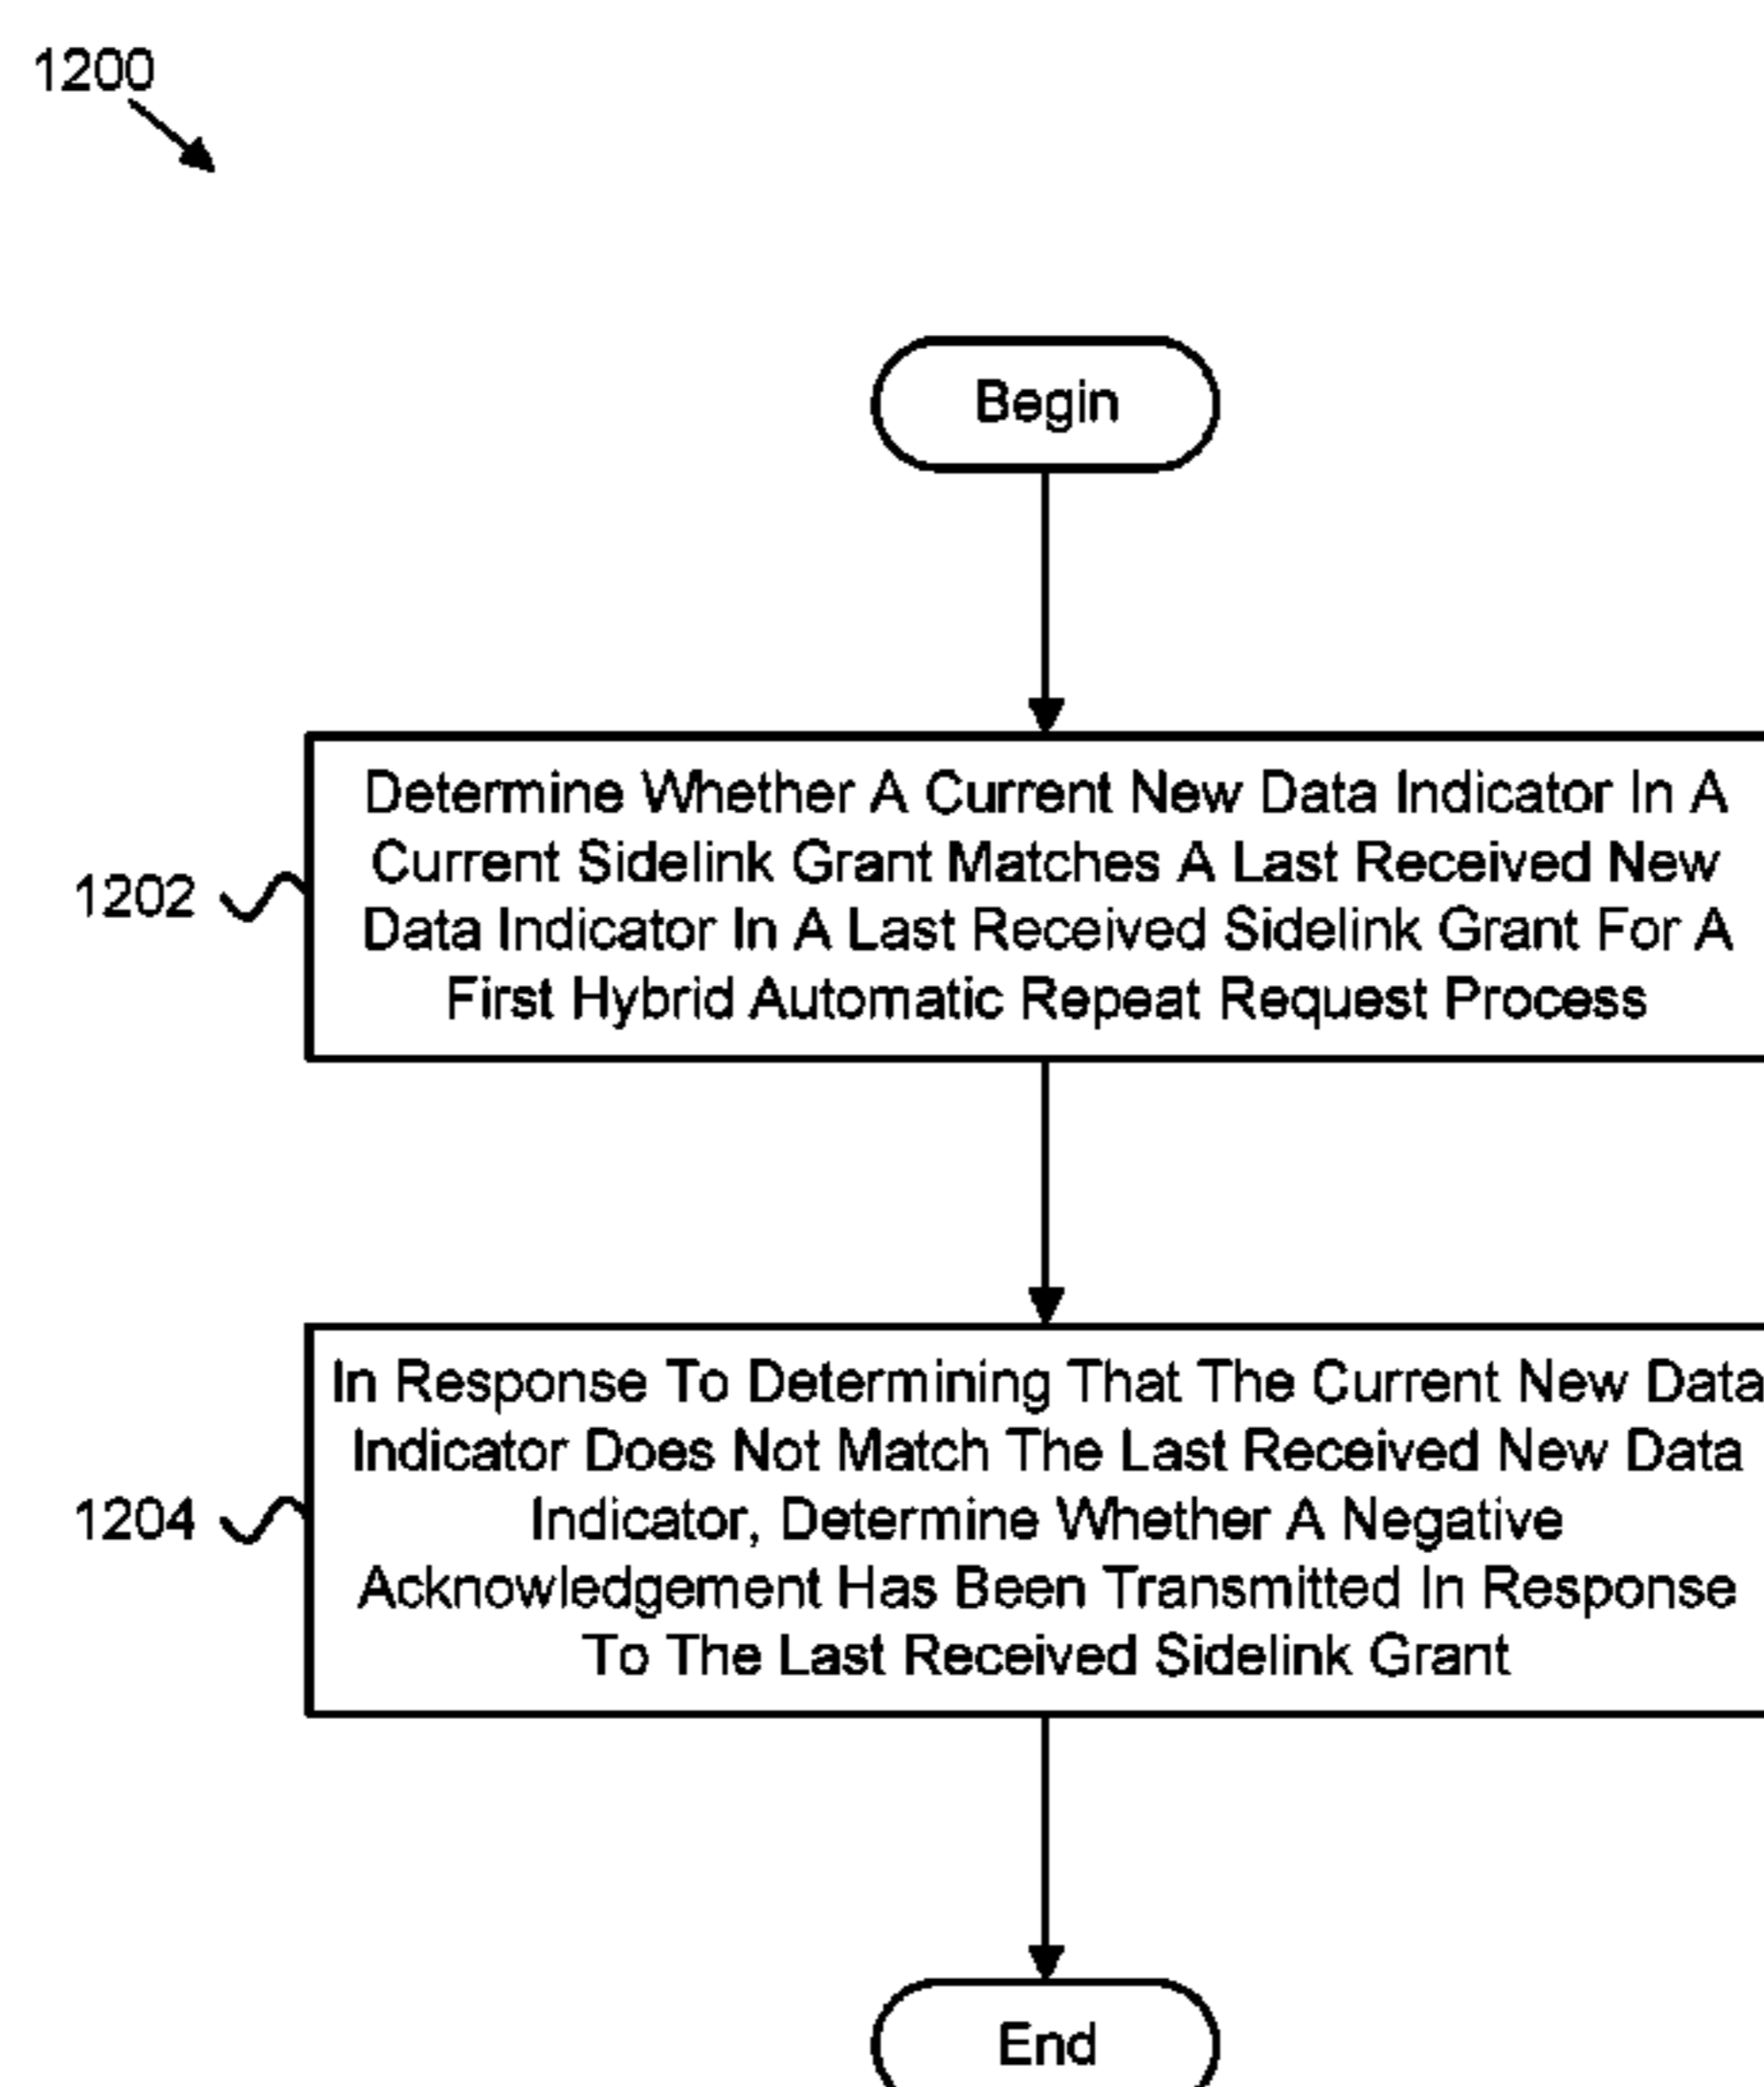 1200
Begin
1202
Determine Whether A Current New Data Indicator In A
Current Sidelink Grant Matches A Last Received New
Data Indicator In A Last Received Sidelink Grant For A
First Hybrid Automatic Repeat Request Process
1204
In Response To Determining That The Current New Data
Indicator Does Not Match The Last Received New Data
Indicator, Determine Whether A Negative
Acknowledgement Has Been Transmitted In Response
To The Last Received Sidelink Grant
End